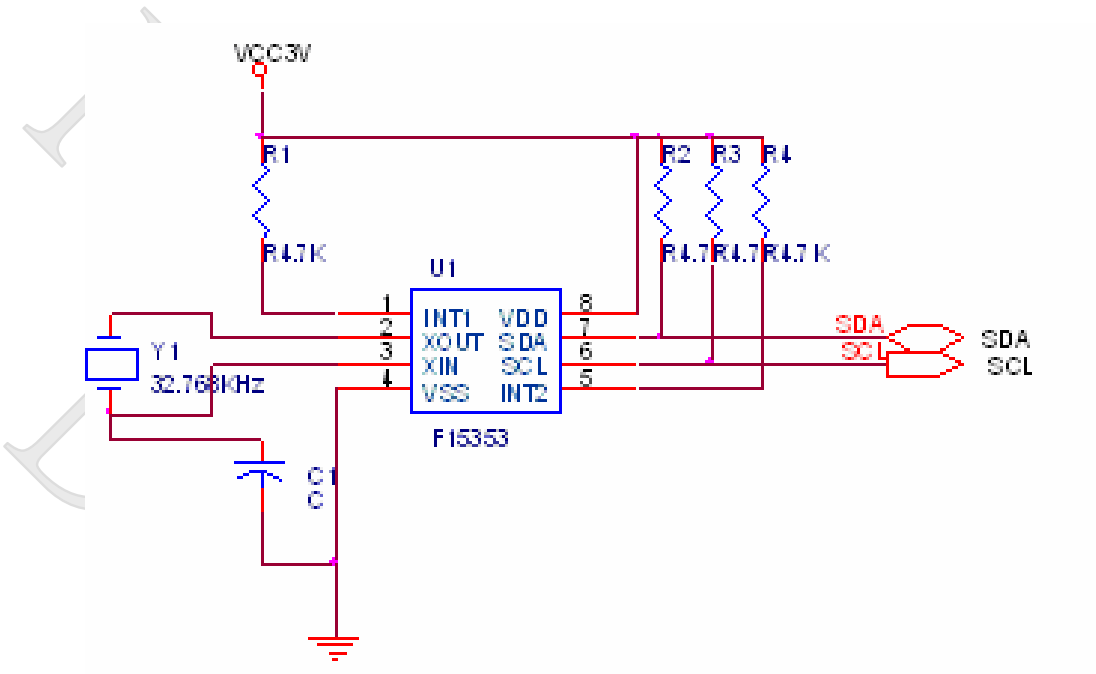 VCC3V
R1
R2 R3 R4
R4.7K
R4.7 R4.7 R4.7K
U1
1 INT1 VDD 8
2 XOUT SDA 7
3 XIN SCL 6
4 VSS INT2 5
SDA SDA
SCL SCL
Y1
32.768KHz
F15353
C1
C